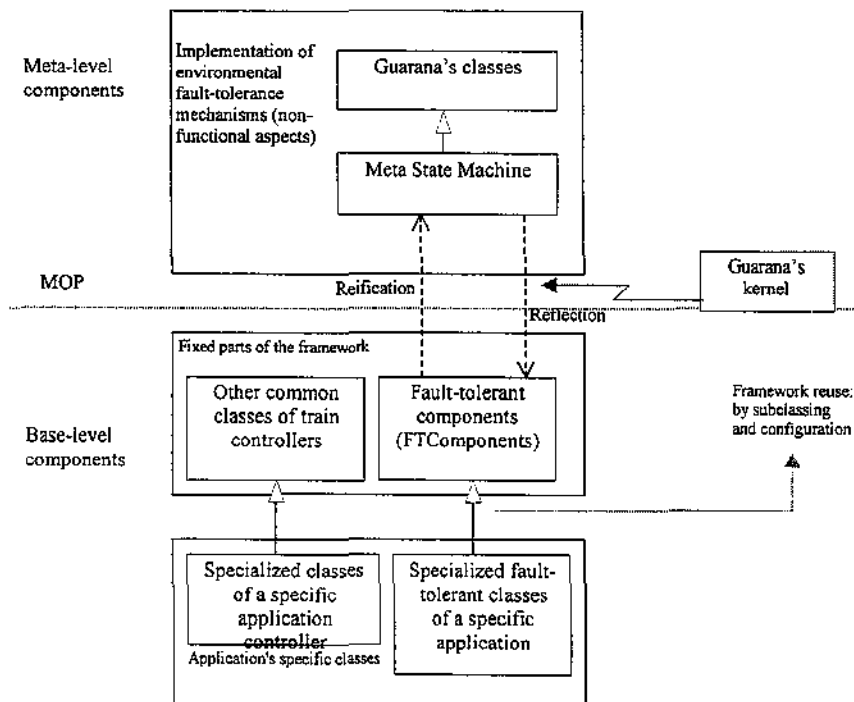 Meta-level
components
Implementation of
environmental
fault-tolerance
mechanisms (non-
functional aspects)
Guarana's classes
Meta State Machine
MOP
Reification
Reflection
Guarana's
kernel
Fixed parts of the framework
Other common
classes of train
controllers
Fault-tolerant
components
(FTComponents)
Base-level
components
Framework reuse:
by subclassing
and configuration
Specialized classes
of a specific
application
controller
Application's specific classes
Specialized fault-
tolerant classes
of a specific
application